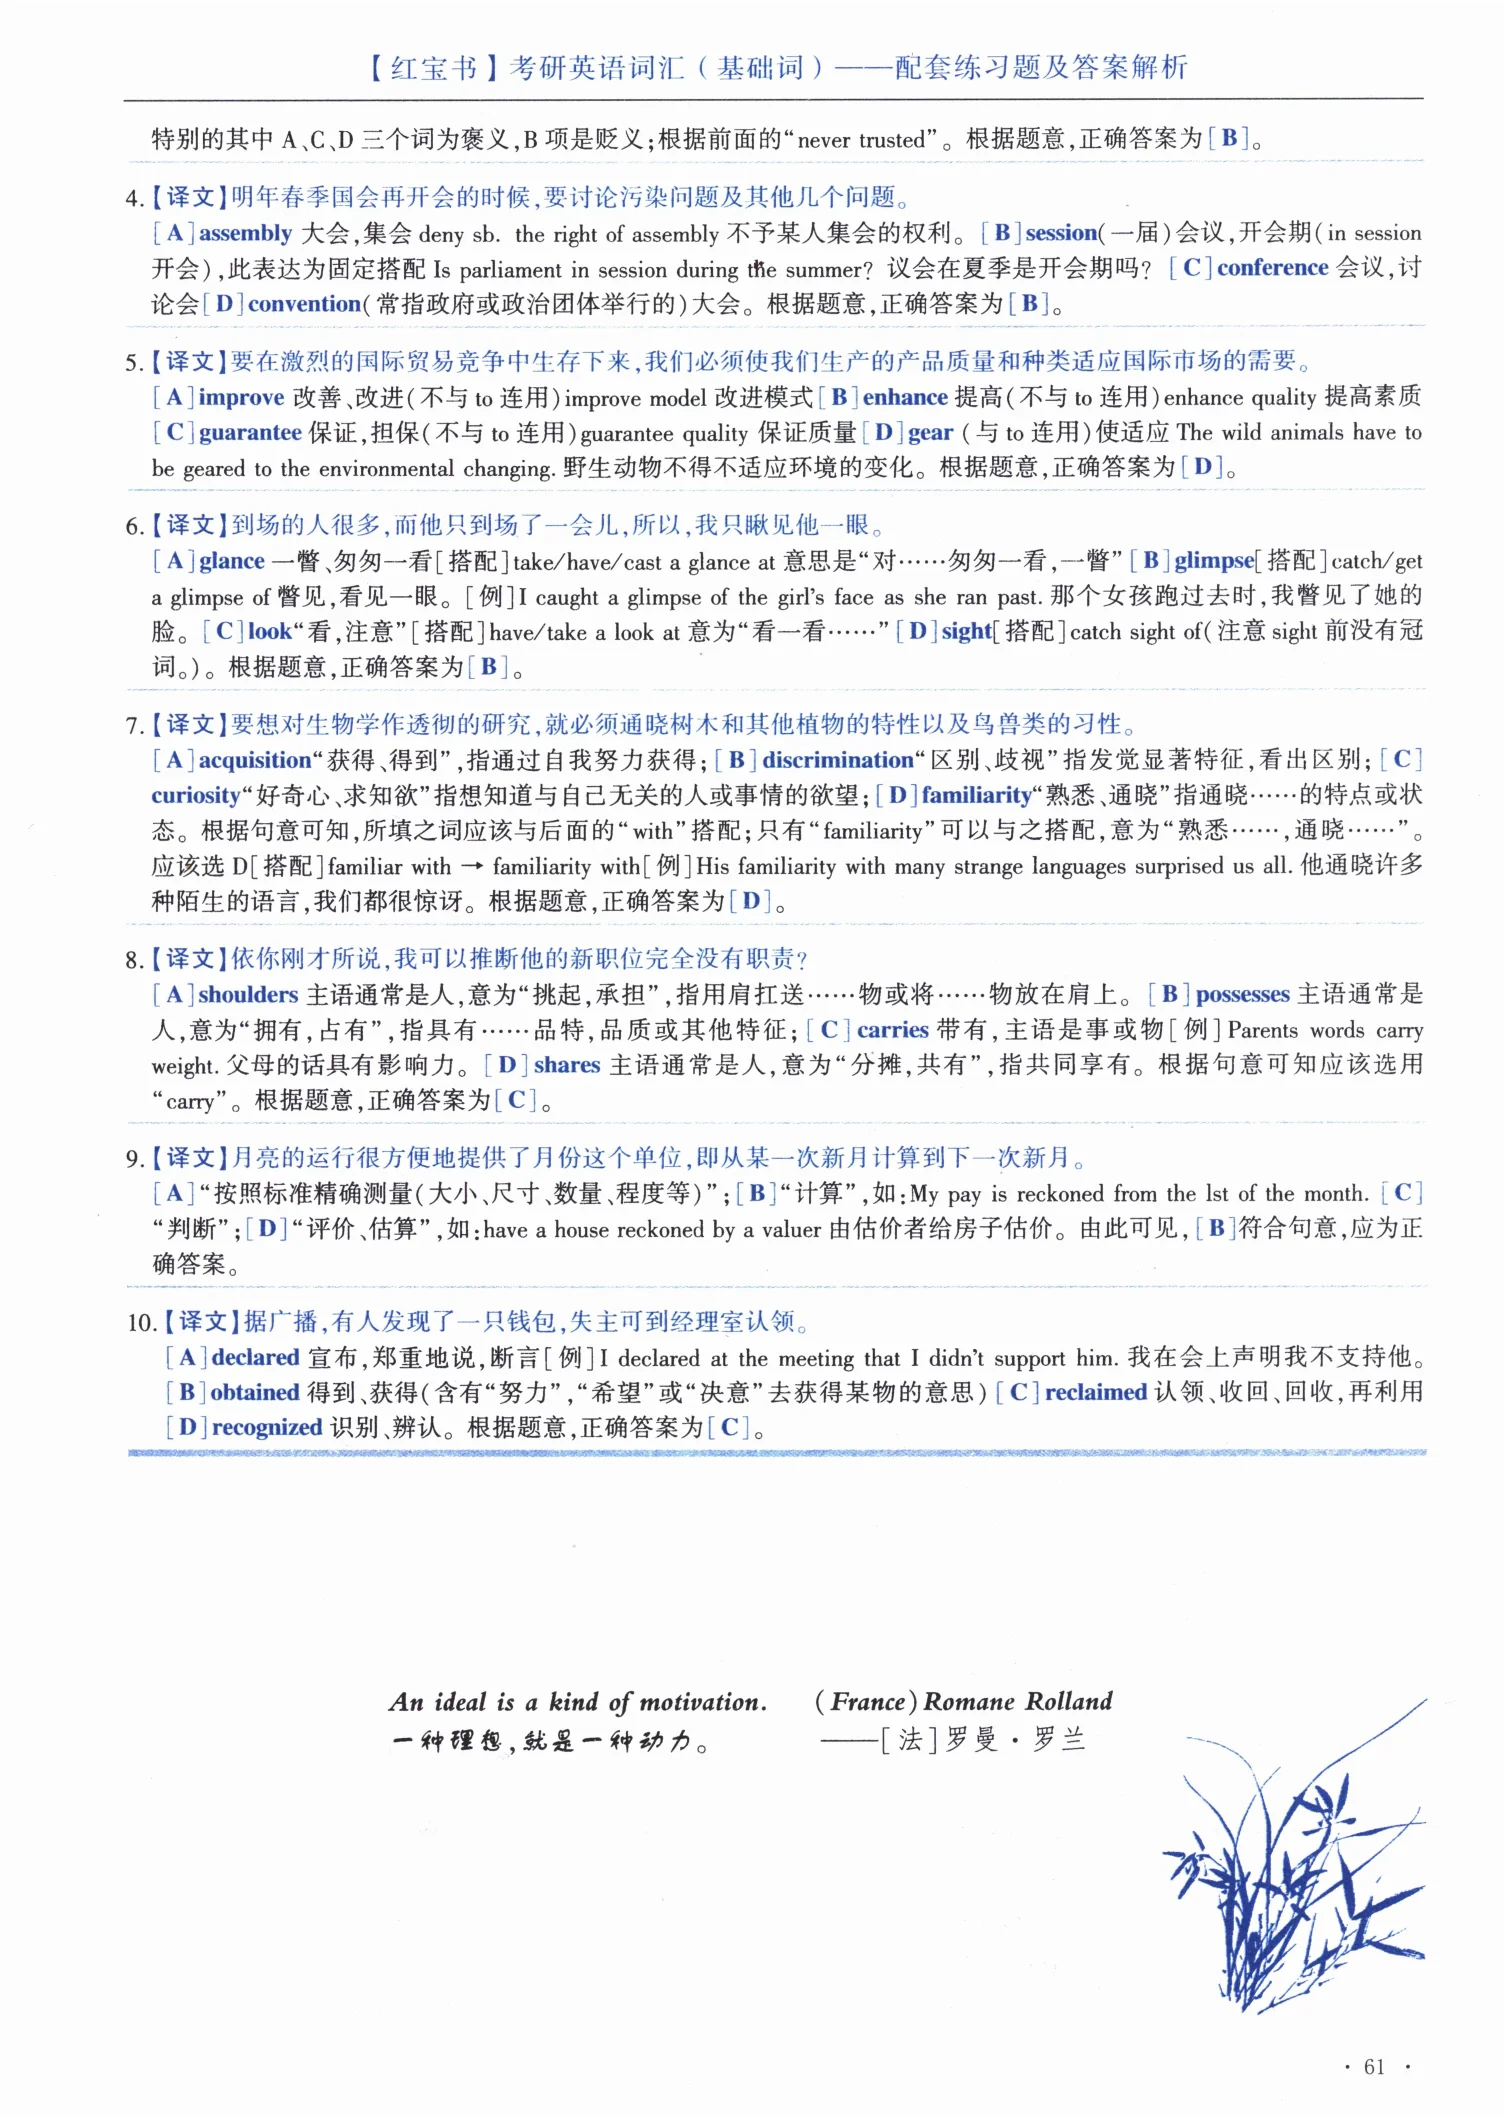 【红宝书】考研英语词汇(基础词)——配套练习题及答案解析
特别的其中 A、C、D 三个词为褒义,B 项是贬义;根据前面的“never trusted”。根据题意,正确答案为[B]。
4.【译文】明年春季国会再开会的时候,要讨论污染问题及其他几个问题。
[A]assembly 大会,集会 deny sb. the right of assembly 不予某人集会的权利。[B]session(一届)会议,开会期(in session
开会),此表达为固定搭配 Is parliament in session during the summer? 议会在夏季是开会期吗? [C]conference 会议,讨
论会[D]convention(常指政府或政治团体举行的)大会。根据题意,正确答案为[B]。
5.【译文】要在激烈的国际贸易竞争中生存下来,我们必须使我们生产的产品质量和种类适应国际市场的需要。
[A]improve 改善、改进(不与 to 连用)improve model 改进模式[B]enhance 提高(不与 to 连用)enhance quality 提高素质
[C]guarantee 保证,担保(不与 to 连用)guarantee quality 保证质量[D]gear (与 to 连用)使适应 The wild animals have to
be geared to the environmental changing. 野生动物不得不适应环境的变化。根据题意,正确答案为[D]。
6.【译文】到场的人很多,而他只到场了一会儿,所以,我只瞅见他一眼。
[A]glance 一瞥、匆匆一看[搭配]take/have/cast a glance at 意思是“对……匆匆一看,一瞥”[B]glimpse[搭配]catch/get
a glimpse of 瞥见,看见一眼。[例]I caught a glimpse of the girl's face as she ran past. 那个女孩跑过去时,我瞥见了她的
脸。[C]look“看,注意”[搭配]have/take a look at 意为“看一看……”[D]sight[搭配]catch sight of(注意 sight 前没有冠
词。)。根据题意,正确答案为[B]。
7.【译文】要想对生物学作透彻的研究,就必须通晓树木和其他植物的特性以及鸟兽类的习性。
[A]acquisition“获得、得到”,指通过自我努力获得;[B]discrimination“区别、歧视”指发觉显著特征,看出区别;[C]
curiosity“好奇心、求知欲”指想知道与自己无关的人或事情的欲望;[D]familiarity“熟悉、通晓”指通晓……的特点或状
态。根据句意可知,所填之词应该与后面的“with”搭配;只有“familiarity”可以与之搭配,意为“熟悉……,通晓……”。
应该选 D[搭配]familiar with → familiarity with[例]His familiarity with many strange languages surprised us all. 他通晓许多
种陌生的语言,我们都很惊讶。根据题意,正确答案为[D]。
8.【译文】依你刚才所说,我可以推断他的新职位完全没有职责?
[A]shoulders 主语通常是人,意为“挑起,承担”,指用肩扛送……物或将……物放在肩上。[B]possesses 主语通常是
人,意为“拥有,占有”,指具有……品特,品质或其他特征;[C]carries 带有,主语是事或物[例]Parents words carry
weight. 父母的话具有影响力。[D]shares 主语通常是人,意为“分摊,共有”,指共同享有。根据句意可知应该选用
“carry”。根据题意,正确答案为[C]。
9.【译文】月亮的运行很方便地提供了月份这个单位,即从某一次新月计算到下一次新月。
[A]“按照标准精确测量(大小、尺寸、数量、程度等)”;[B]“计算”,如:My pay is reckoned from the lst of the month. [C]
“判断”;[D]“评价、估算”,如:have a house reckoned by a valuer 由估价者给房子估价。由此可见,[B]符合句意,应为正
确答案。
10.【译文】据广播,有人发现了一只钱包,失主可到经理室认领。
[A]declared 宣布,郑重地说,断言[例]I declared at the meeting that I didn't support him. 我在会上声明我不支持他。
[B]obtained 得到、获得(含有“努力”,“希望”或“决意”去获得某物的意思)[C]reclaimed 认领、收回、回收,再利用
[D]recognized 识别、辨认。根据题意,正确答案为[C]。
An ideal is a kind of motivation. (France) Romane Rolland
一种理想,就是一种动力。 ——[法]罗曼·罗兰
· 61 ·